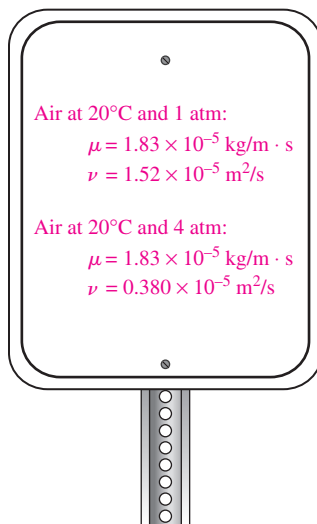 Air at 20°C and 1 atm:
μ = 1.83 × 10⁻⁵ kg/m · s
ν = 1.52 × 10⁻⁵ m²/s
Air at 20°C and 4 atm:
μ = 1.83 × 10⁻⁵ kg/m · s
ν = 0.380 × 10⁻⁵ m²/s